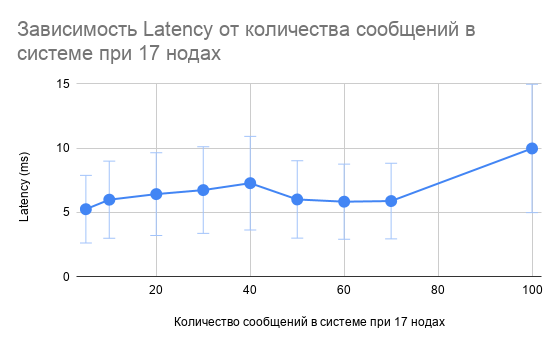 Зависимость Latency от количества сообщений в
системе при 17 нодах
15
10
5
0
Latency (ms)
20
40
60
80
100
Количество сообщений в системе при 17 нодах